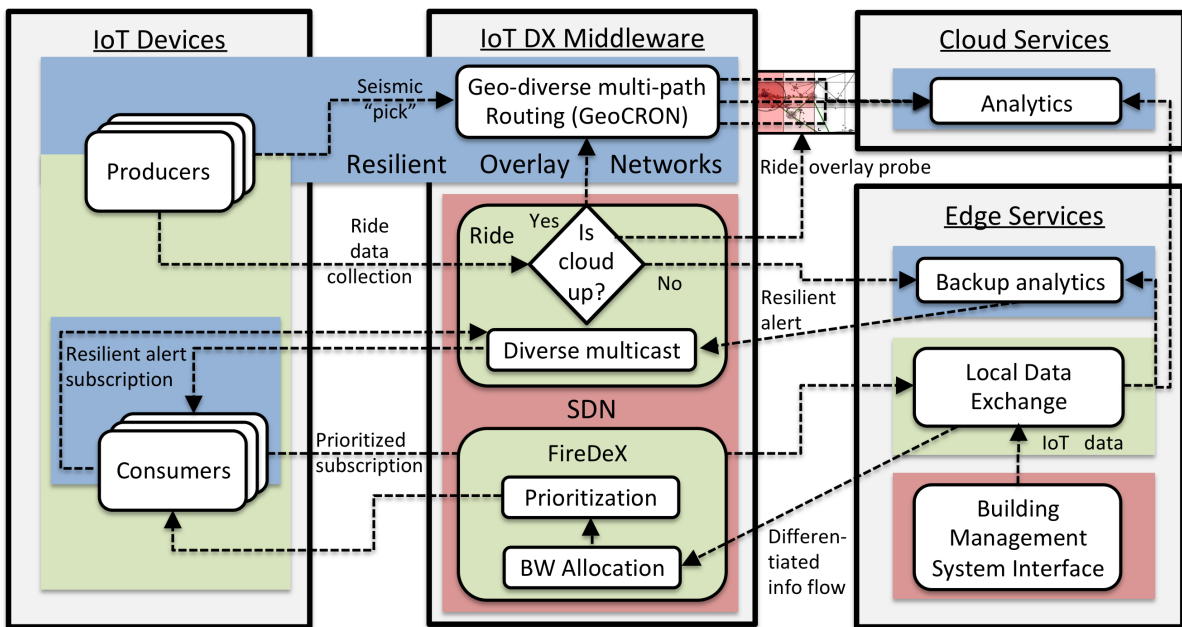 IoT Devices
IoT DX Middleware
Cloud Services
Seismic
“pick”
Geo-diverse multi-path
Routing (GeoCRON)
Analytics
Producers
Resilient Overlay Networks
Ride overlay probe
Edge Services
Ride
data
collection
Ride
Yes
Is
cloud
up?
No
Backup analytics
Resilient
alert
Resilient alert
subscription
Diverse multicast
Local Data
Exchange
SDN
IoT data
Consumers
Prioritized
subscription
FireDeX
Prioritization
BW Allocation
Differen-
tiated
info flow
Building
Management
System Interface